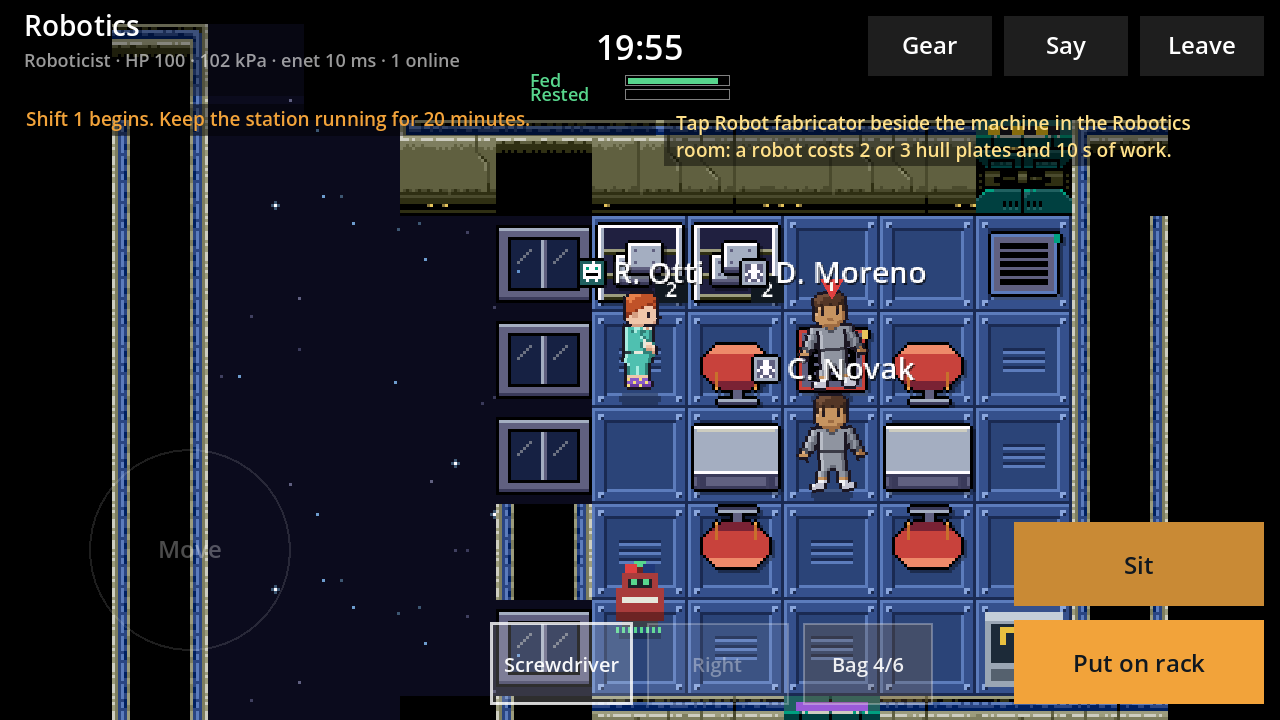 Robotics
Roboticist · HP 100 · 102 kPa · enet 10 ms · 1 online
19:55
Fed
Rested
Gear
Say
Leave
Shift 1 begins. Keep the station running for 20 minutes.
Tap Robot fabricator beside the machine in the Robotics
room: a robot costs 2 or 3 hull plates and 10 s of work.
R. Otti
D. Moreno
2
2
C. Novak
Move
Sit
Put on rack
Screwdriver
Right
Bag 4/6